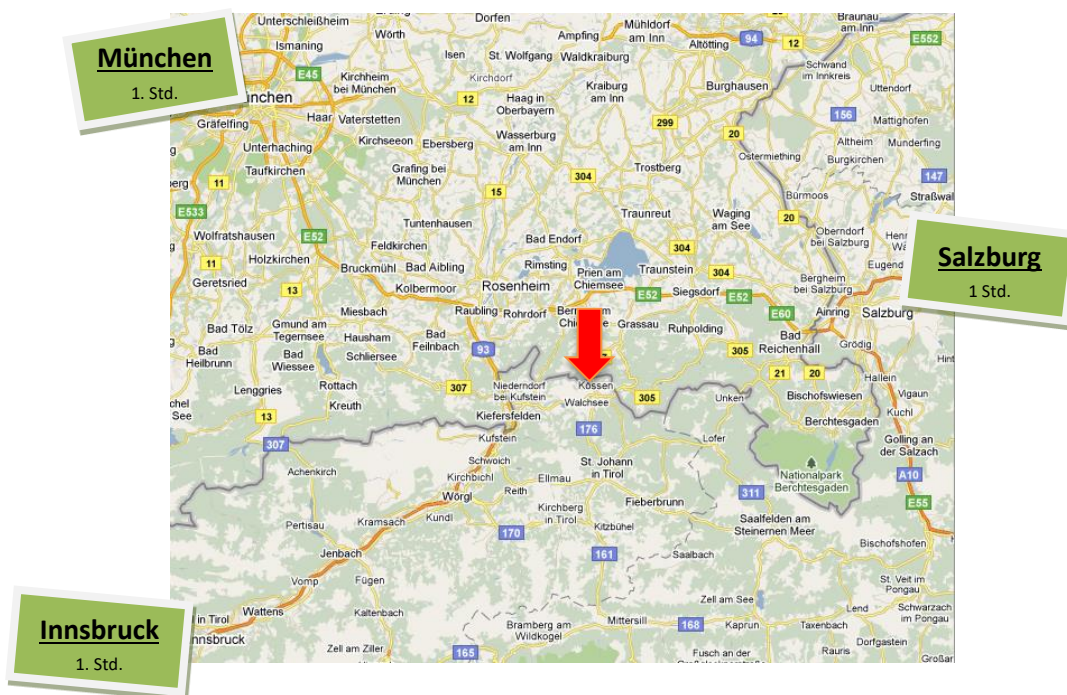 München
1. Std.
Salzburg
1 Std.
Innsbruck
1. Std.
Unterschleißheim
Dorfen
Mühldorf
am Inn
Braunau
am Inn
Ismaning
Wörth
Isen
St. Wolfgang
Ampfing
Waldkraiburg
Altötting
94
12
E552
Schwand
im Innkreis
E45
Kirchheim
bei München
Kirchdorf
Kraiburg
am Inn
Burghausen
Uttendorf
12
Haag in
Oberbayern
Gräfelfing
Haar
Vaterstetten
Wasserburg
am Inn
299
20
156
Mattighofen
Unterhaching
Kirchseeon
Ebersberg
Altheim
Munderfing
Taufkirchen
Grafing bei
München
Trostberg
Ostermiething
Burgkirchen
147
11
15
304
Bürmoos
E533
Tuntenhausen
Traunreut
Waging
am See
20
Wolfratshausen
E52
Feldkirchen
Bad Endorf
304
Oberndorf
bei Salzburg
11
Holzkirchen
Bruckmühl
Bad Aibling
Rimsting
Prien am
Chiemsee
Traunstein
304
Bergheim
bei Salzburg
Eugend
Geretsried
13
Kolbermoor
Rosenheim
E52
Siegsdorf
E52
E60
Ainring
Salzburg
Miesbach
Raubling
Rohrdorf
Grassau
Ruhpolding
Bad Tölz
Gmund am
Tegernsee
Hausham
Bad
Feilnbach
93
305
Bad
Reichenhall
Grödig
Bad
Heilbrunn
Bad
Wiessee
Schliersee
21
20
Hallein
Lenggries
Rottach
307
Niederndorf
bei Kufstein
Kössen
305
Unken
Bischofswiesen
Vigaun
Kreuth
Kiefersfelden
Walchsee
Berchtesgaden
Kuchl
13
307
Kufstein
176
Lofer
Golling an
der Salzach
Achenkirch
Schwoich
St. Johann
in Tirol
Nationalpark
Berchtesgaden
A10
Kirchbichl
Ellmau
311
Wörgl
Reith
Fieberbrunn
E55
Pertisau
Kramsach
Kundl
Kirchberg
in Tirol
Saalfelden am
Steinernen Meer
170
Kitzbühel
Bischofshofen
Jenbach
161
Saalbach
Vomp
Fügen
St. Veit im
Pongau
Wattens
Kaltenbach
Zell am See
Lend
Schwarzach
im Pongau
Bramberg am
Wildkogel
Mittersill
168
Kaprun
Taxenbach
Zell am Ziller
165
Fusch an der
Rauris
Dorfgastein